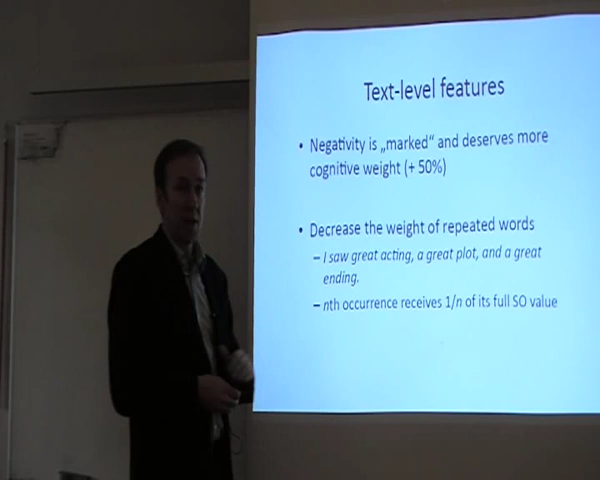 Text-level features
• Negativity is „marked“ and deserves more
cognitive weight (+ 50%)
• Decrease the weight of repeated words
– I saw great acting, a great plot, and a great
ending.
– nth occurrence receives 1/n of its full SO value